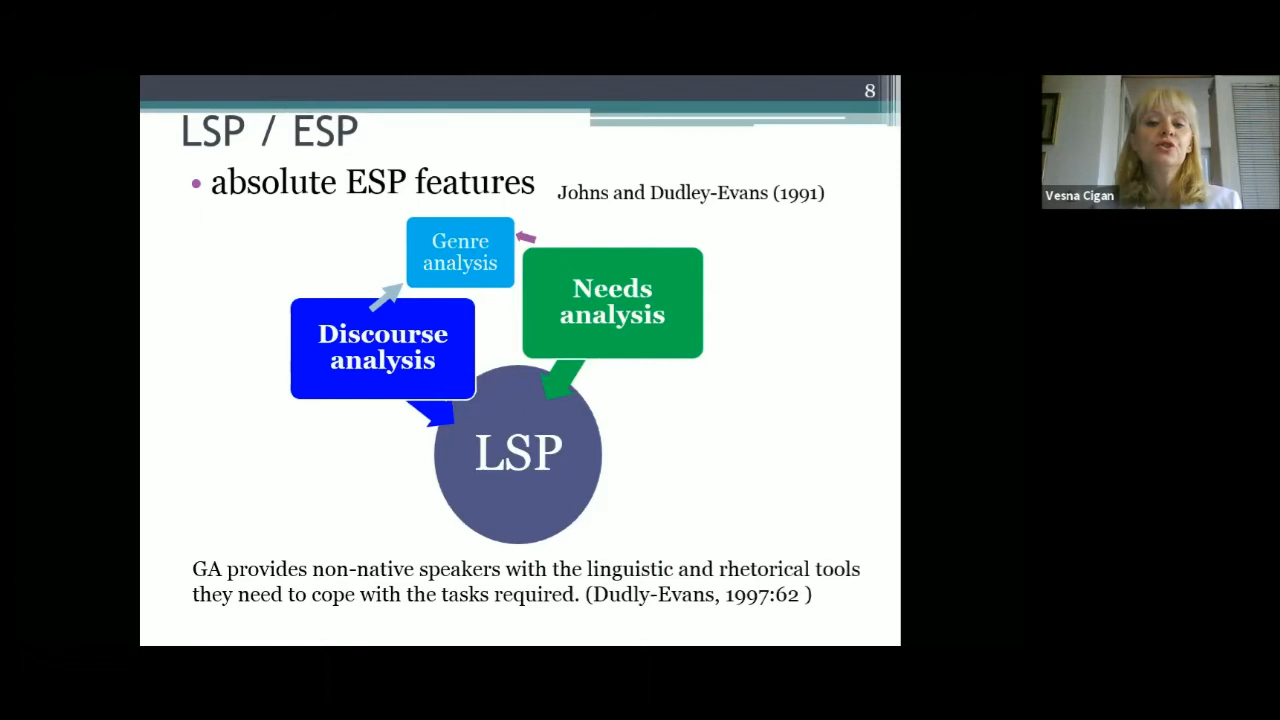 8
LSP / ESP
• absolute ESP features
Johns and Dudley-Evans (1991)
Genre
analysis
Needs
analysis
Discourse
analysis
LSP
GA provides non-native speakers with the linguistic and rhetorical tools
they need to cope with the tasks required. (Dudly-Evans, 1997:62 )
Vesna Cigan